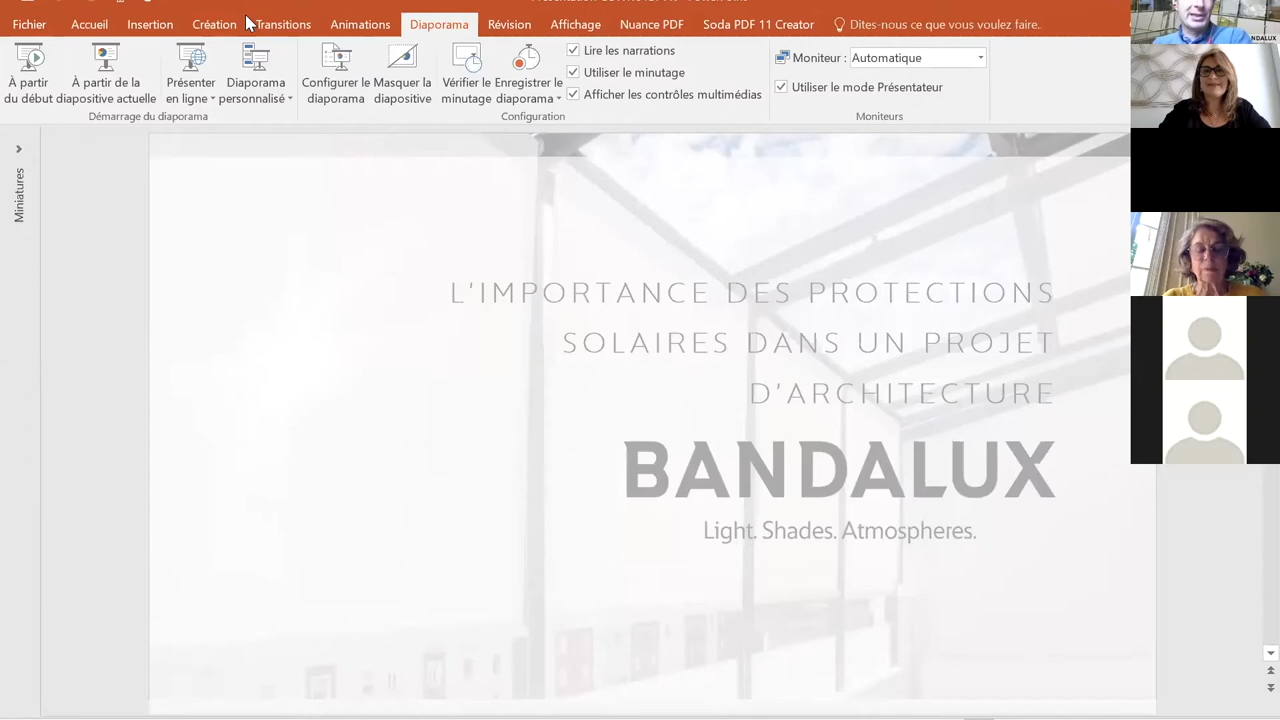 Fichier Accueil Insertion Création Transitions Animations Diaporama Révision Affichage Nuance PDF Soda PDF 11 Creator Dites-nous ce que vous voulez faire..
À partir du début
À partir de la diapositive actuelle
Présenter en ligne
Diaporama personnalisé
Configurer le diaporama
Masquer la diapositive
Vérifier le minutage
Enregistrer le diaporama
Lire les narrations
Utiliser le minutage
Afficher les contrôles multimédias
Moniteur : Automatique
Utiliser le mode Présentateur
Démarrage du diaporama Configuration Moniteurs
Miniatures
L'IMPORTANCE DES PROTECTIONS
SOLAIRES DANS UN PROJET
D'ARCHITECTURE
BANDALUX
Light. Shades. Atmospheres.